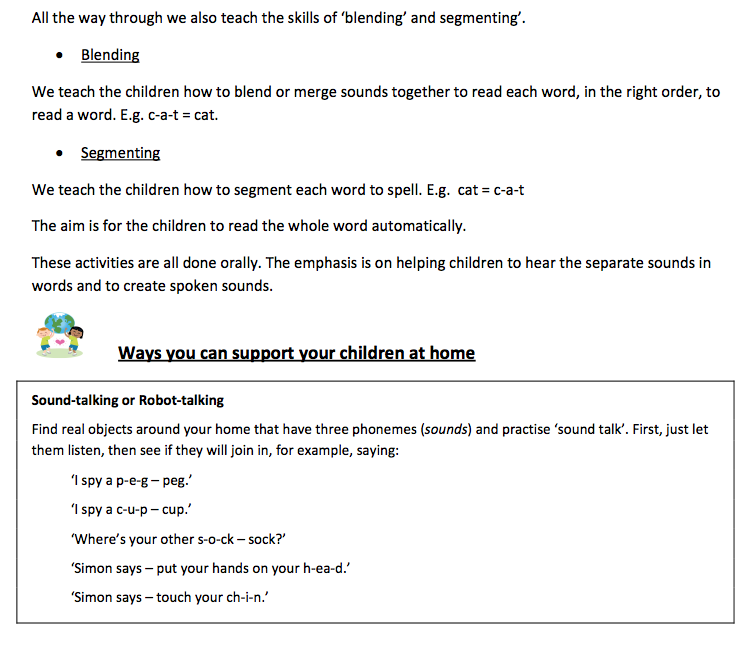 All the way through we also teach the skills of ‘blending’ and segmenting’.
• Blending
We teach the children how to blend or merge sounds together to read each word, in the right order, to
read a word. E.g. c-a-t = cat.
• Segmenting
We teach the children how to segment each word to spell. E.g.  cat = c-a-t
The aim is for the children to read the whole word automatically.
These activities are all done orally. The emphasis is on helping children to hear the separate sounds in
words and to create spoken sounds.
Ways you can support your children at home
Sound-talking or Robot-talking
Find real objects around your home that have three phonemes (sounds) and practise ‘sound talk’. First, just let
them listen, then see if they will join in, for example, saying:
‘I spy a p-e-g – peg.’
‘I spy a c-u-p – cup.’
‘Where’s your other s-o-ck – sock?’
‘Simon says – put your hands on your h-ea-d.’
‘Simon says – touch your ch-i-n.’